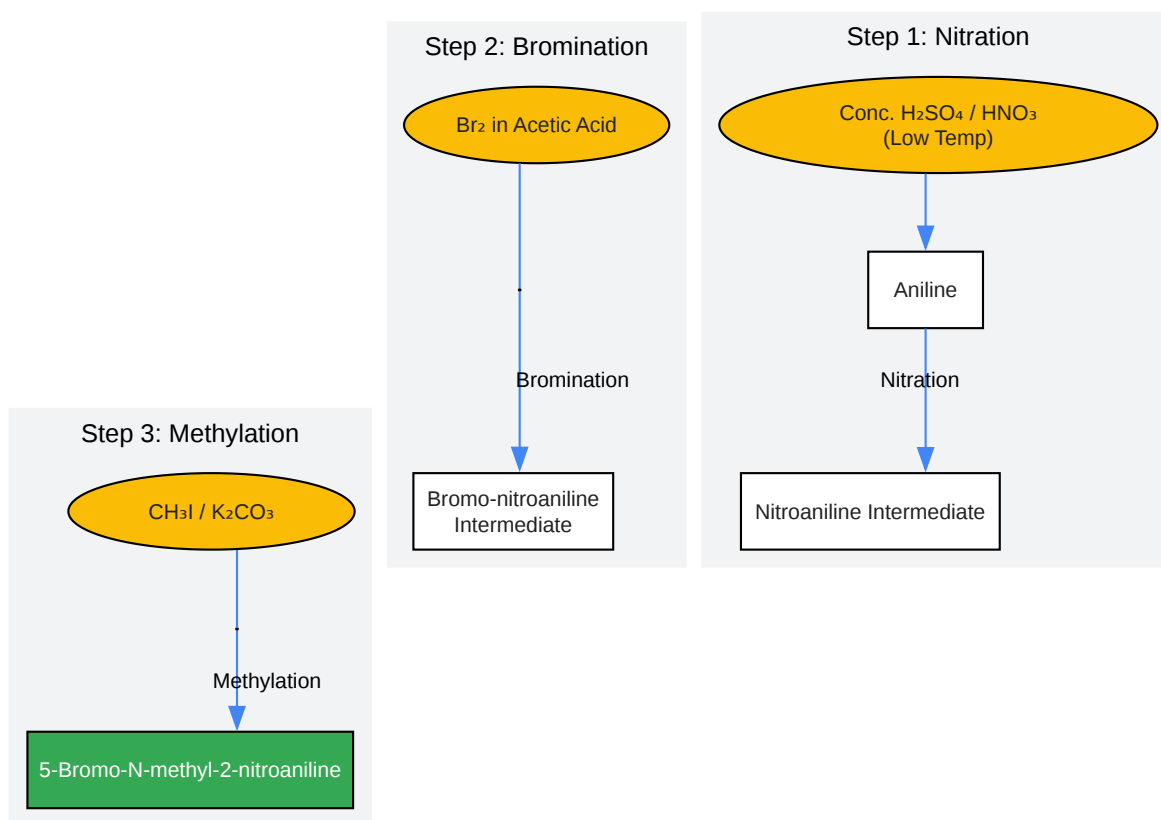 Step 1: Nitration
Conc. H₂SO₄ / HNO₃
(Low Temp)
Aniline
Nitration
Nitroaniline Intermediate
Step 2: Bromination
Br₂ in Acetic Acid
Bromination
Bromo-nitroaniline
Intermediate
Step 3: Methylation
CH₃I / K₂CO₃
Methylation
5-Bromo-N-methyl-2-nitroaniline